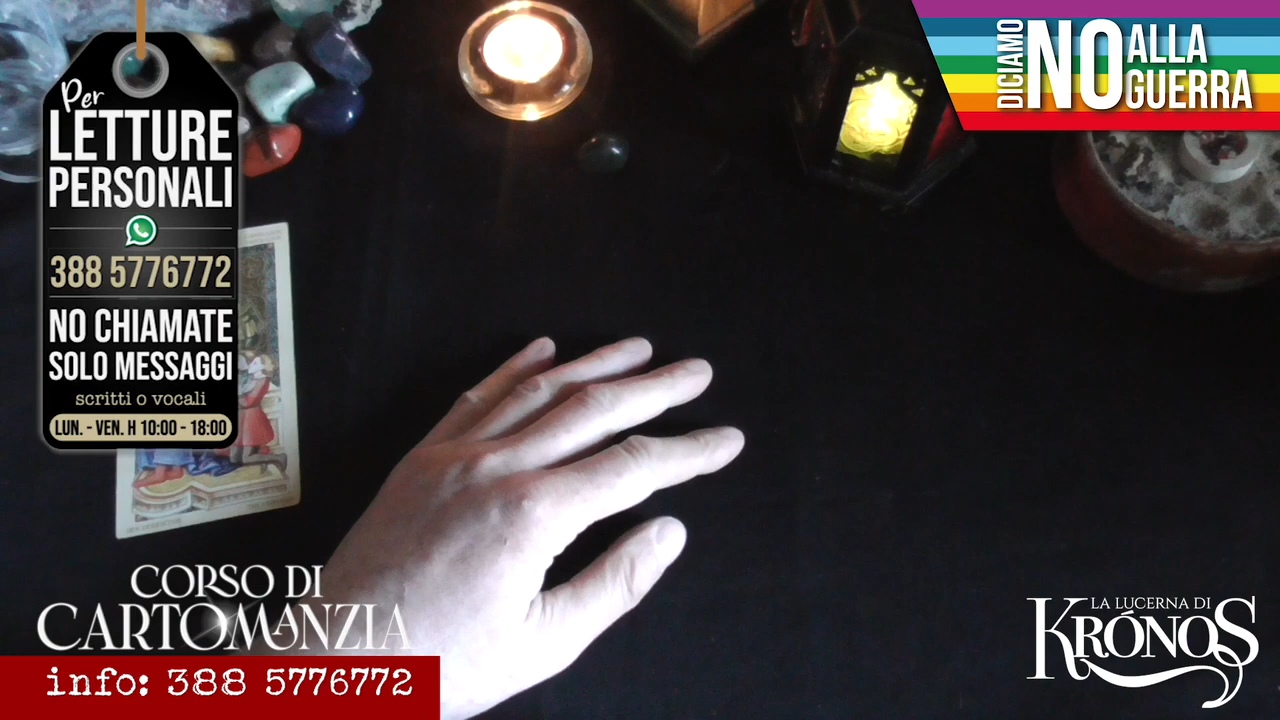 Per
LETTURE
PERSONALI
388 5776772
NO CHIAMATE
SOLO MESSAGGI
scritti o vocali
LUN. - VEN. H 10:00 - 18:00
DICIAMO
NO
ALLA
GUERRA
CORSO DI
CARTOMANZIA
info: 388 5776772
LA LUCERNA DI
KRÓNOS